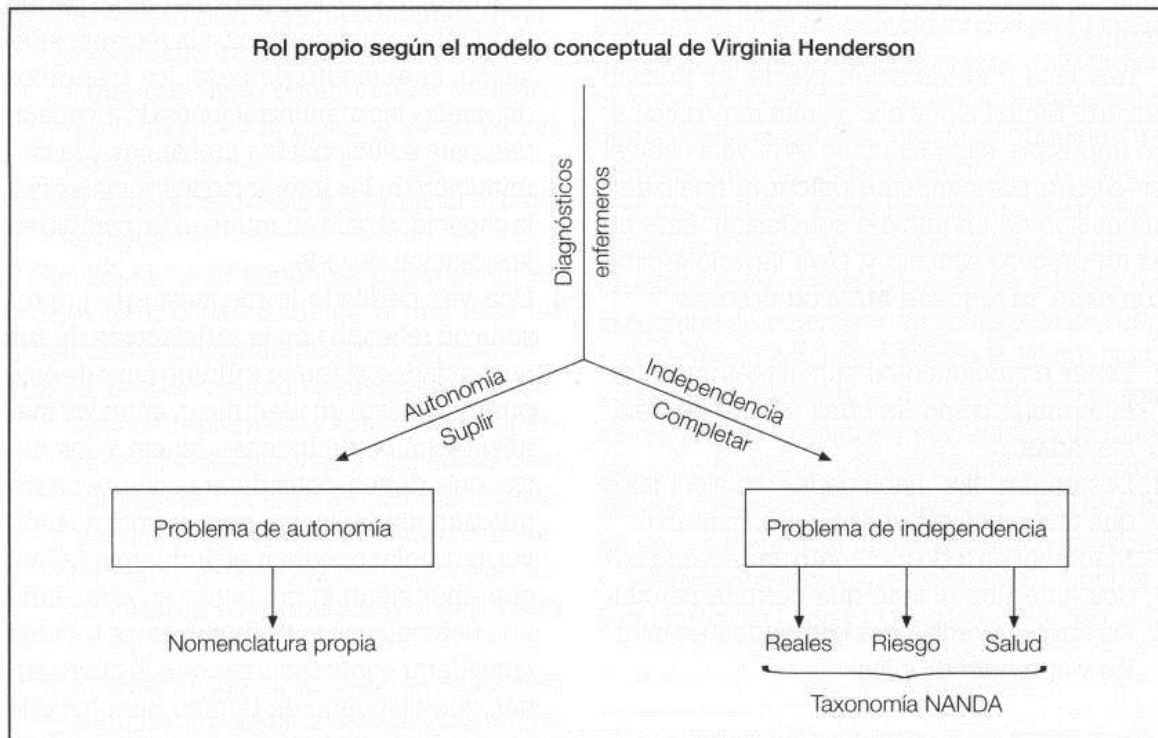 Rol propio según el modelo conceptual de Virginia Henderson
Diagnósticos
enfermeros
Autonomía
Suplir
Independencia
Completar
Problema de autonomía
Problema de independencia
Nomenclatura propia
Reales
Riesgo
Salud
Taxonomía NANDA